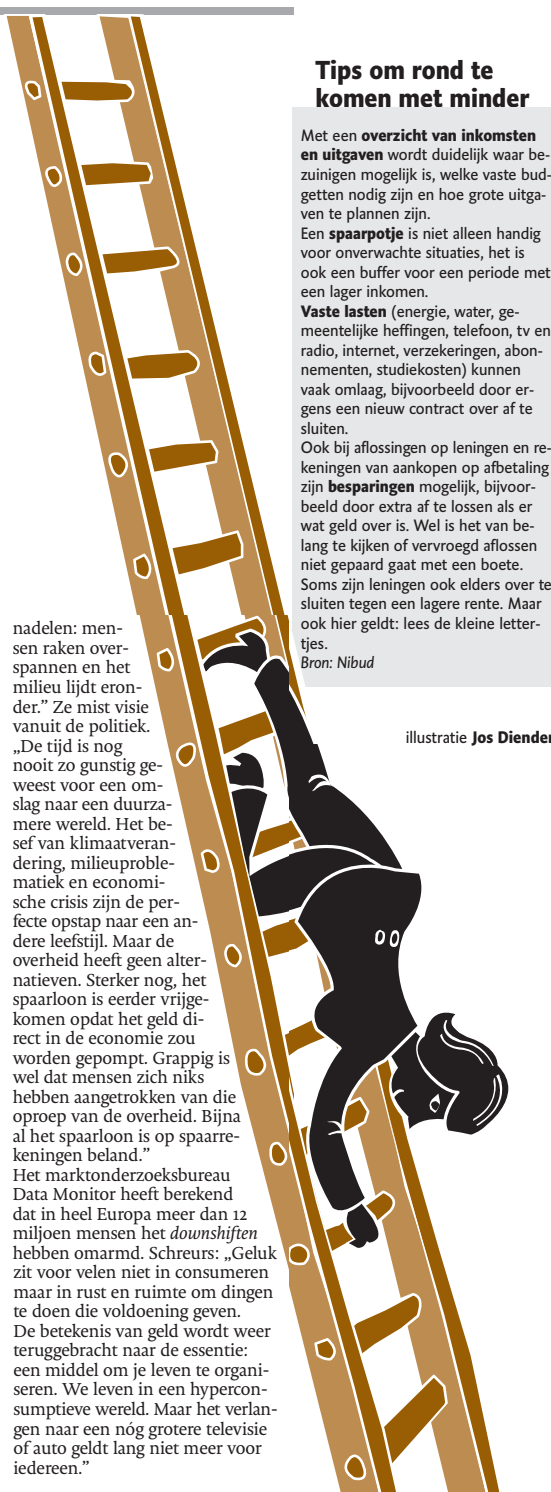 Tips om rond te
komen met minder
Met een overzicht van inkomsten
en uitgaven wordt duidelijk waar be-
zuinigen mogelijk is, welke vaste bud-
getten nodig zijn en hoe grote uitga-
ven te plannen zijn.
Een spaarpotje is niet alleen handig
voor onverwachte situaties, het is
ook een buffer voor een periode met
een lager inkomen.
Vaste lasten (energie, water, ge-
meentelijke heffingen, telefoon, tv en
radio, internet, verzekeringen, abon-
nementen, studiekosten) kunnen
vaak omlaag, bijvoorbeeld door er-
gens een nieuw contract over af te
sluiten.
Ook bij aflossingen op leningen en re-
keningen van aankopen op afbetaling
zijn besparingen mogelijk, bijvoor-
beeld door extra af te lossen als er
wat geld over is. Wel is het van be-
lang te kijken of vervroegd aflossen
niet gepaard gaat met een boete.
Soms zijn leningen ook elders over te
sluiten tegen een lagere rente. Maar
ook hier geldt: lees de kleine letter-
tjes.
Bron: Nibud
illustratie Jos Diender
nadelen: men-
sen raken over-
spannen en het
milieu lijdt eron-
der.” Ze mist visie
vanuit de politiek.
„De tijd is nog
nooit zo gunstig ge-
weest voor een om-
slag naar een duurza-
mere wereld. Het be-
sef van klimaatveran-
dering, milieuproble-
matiek en economi-
sche crisis zijn de per-
fecte opstap naar een an-
dere leefstijl. Maar de
overheid heeft geen alter-
natieven. Sterker nog, het
spaarloon is eerder vrijge-
komen opdat het geld di-
rect in de economie zou
worden gepompt. Grappig is
wel dat mensen zich niks
hebben aangetrokken van die
oproep van de overheid. Bijna
al het spaarloon is op spaarre-
keningen beland.”
Het marktonderzoeksbureau
Data Monitor heeft berekend
dat in heel Europa meer dan 12
miljoen mensen het downshiften
hebben omarmd. Schreurs: „Geluk
zit voor velen niet in consumeren
maar in rust en ruimte om dingen
te doen die voldoening geven.
De betekenis van geld wordt weer
teruggebracht naar de essentie:
een middel om je leven te organi-
seren. We leven in een hypercon-
sumptieve wereld. Maar het verlan-
gen naar een nóg grotere televisie
of auto geldt lang niet meer voor
iedereen.”